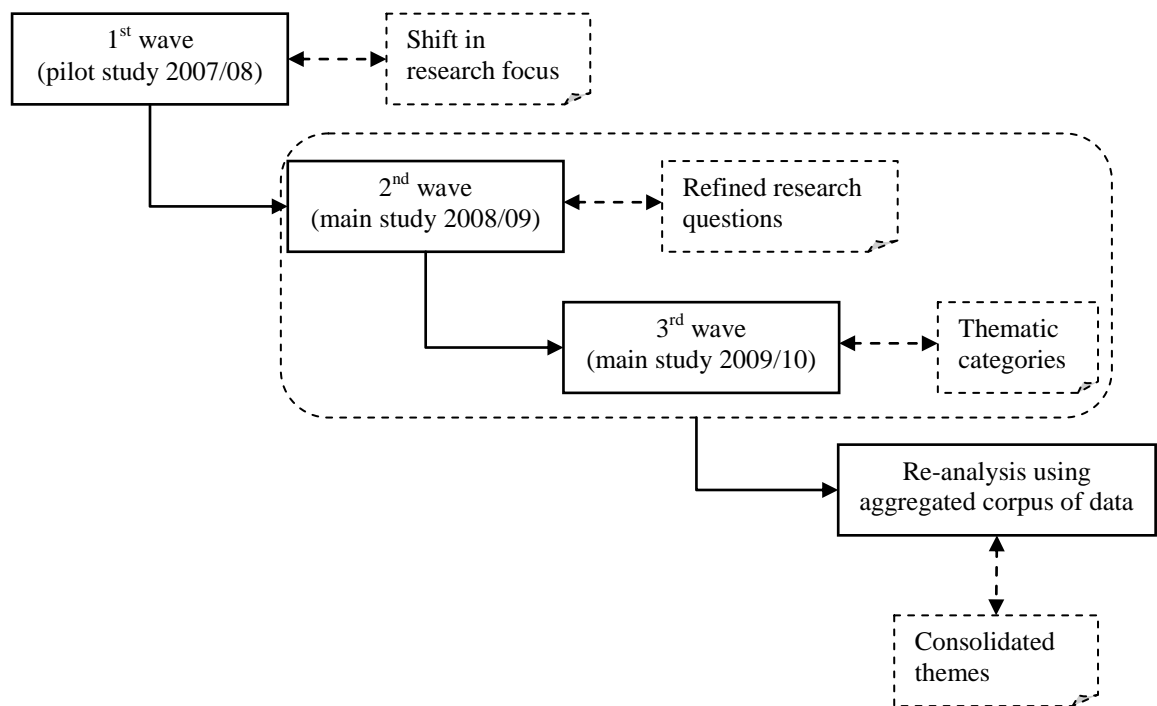 1st wave
(pilot study 2007/08)
Shift in
research focus
2nd wave
(main study 2008/09)
Refined research
questions
3rd wave
(main study 2009/10)
Thematic
categories
Re-analysis using
aggregated corpus of data
Consolidated
themes